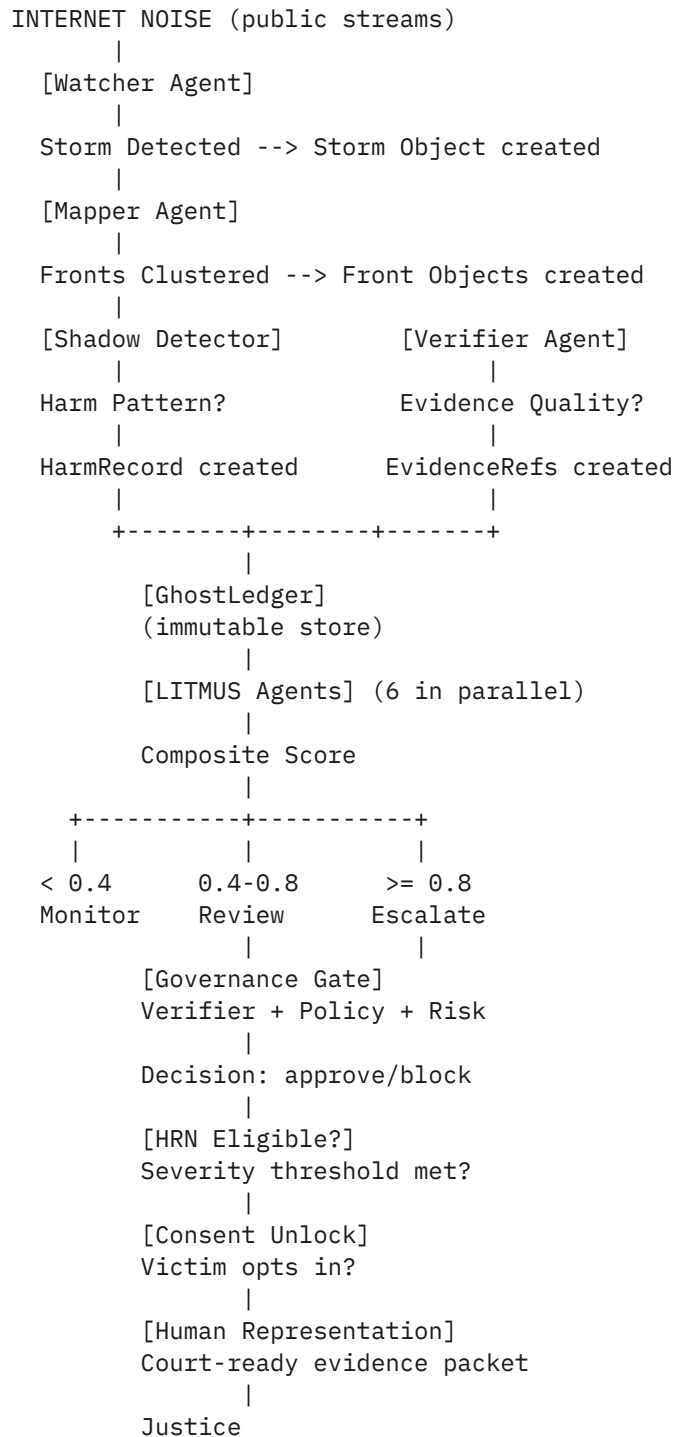 INTERNET NOISE (public streams)
|
[Watcher Agent]
|
Storm Detected --> Storm Object created
|
[Mapper Agent]
|
Fronts Clustered --> Front Objects created
|
[Shadow Detector] [Verifier Agent]
| |
Harm Pattern? Evidence Quality?
| |
HarmRecord created EvidenceRefs created
| |
+--------+--------+-------+
|
[GhostLedger]
(immutable store)
|
[LITMUS Agents] (6 in parallel)
|
Composite Score
|
+-----------+-----------+
| | |
< 0.4 0.4-0.8 >= 0.8
Monitor Review Escalate
| |
[Governance Gate]
Verifier + Policy + Risk
|
Decision: approve/block
|
[HRN Eligible?]
Severity threshold met?
|
[Consent Unlock]
Victim opts in?
|
[Human Representation]
Court-ready evidence packet
|
Justice